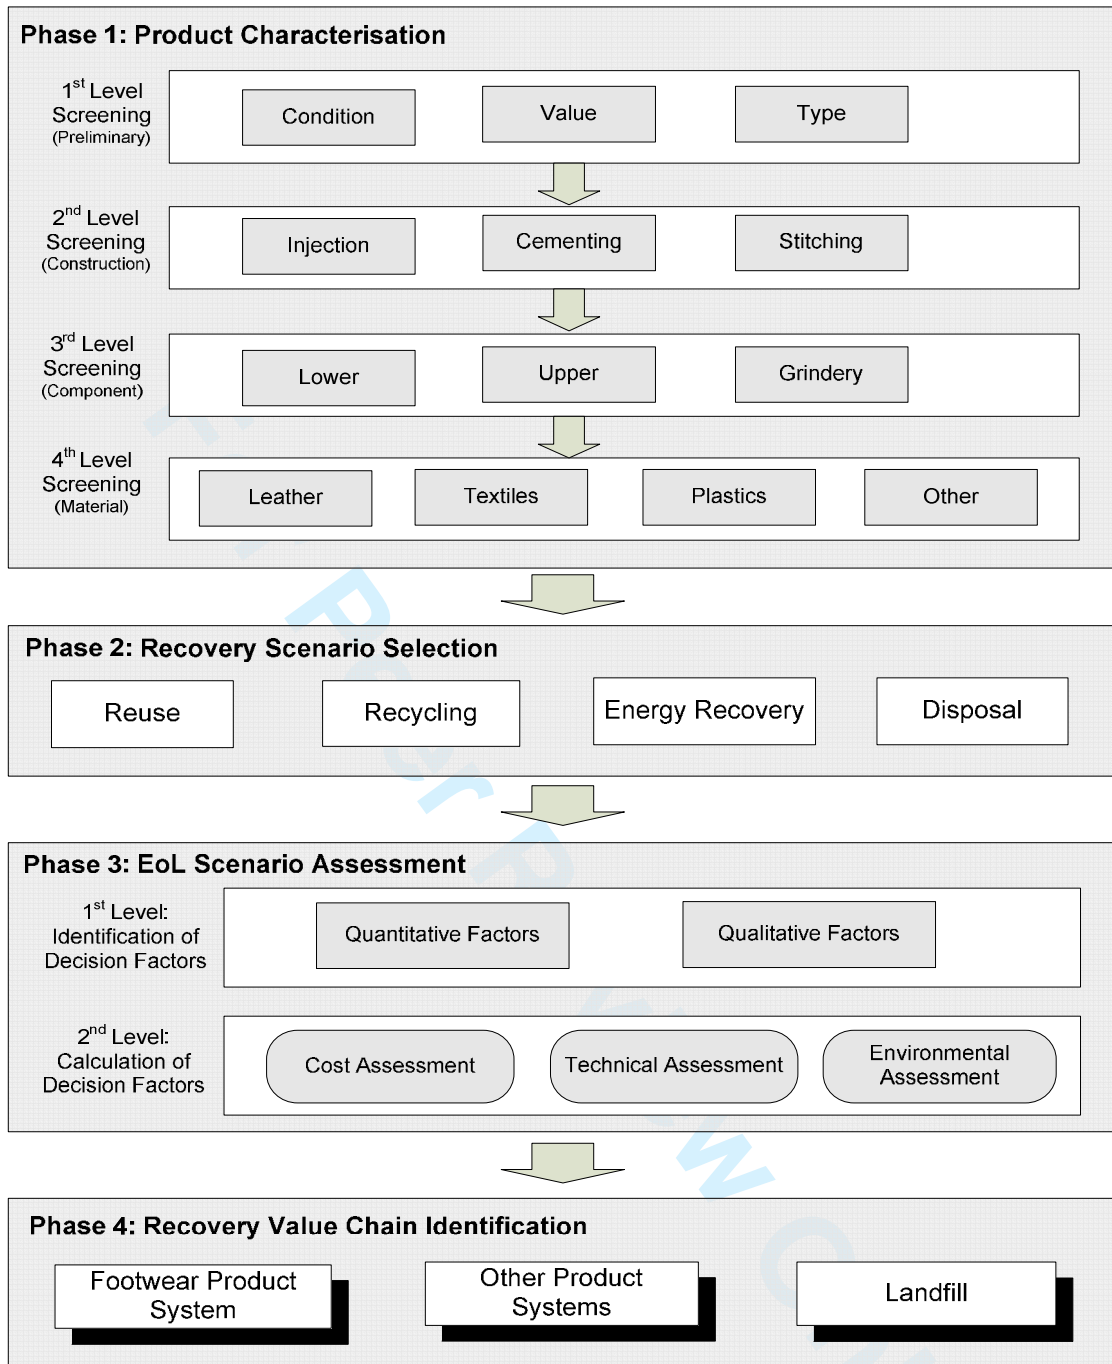 Phase 1: Product Characterisation
1st Level
Screening
(Preliminary)
Condition
Value
Type
2nd Level
Screening
(Construction)
Injection
Cementing
Stitching
3rd Level
Screening
(Component)
Lower
Upper
Grindery
4th Level
Screening
(Material)
Leather
Textiles
Plastics
Other
Phase 2: Recovery Scenario Selection
Reuse
Recycling
Energy Recovery
Disposal
Phase 3: EoL Scenario Assessment
1st Level:
Identification of
Decision Factors
Quantitative Factors
Qualitative Factors
2nd Level:
Calculation of
Decision Factors
Cost Assessment
Technical Assessment
Environmental
Assessment
Phase 4: Recovery Value Chain Identification
Footwear Product
System
Other Product
Systems
Landfill